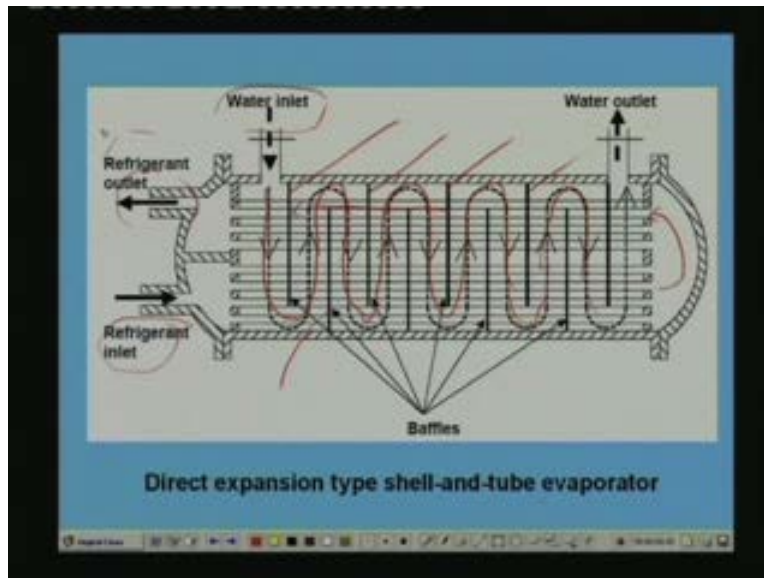 Water inlet
Water outlet
Refrigerant
outlet
Refrigerant
inlet
Baffles
Direct expansion type shell-and-tube evaporator